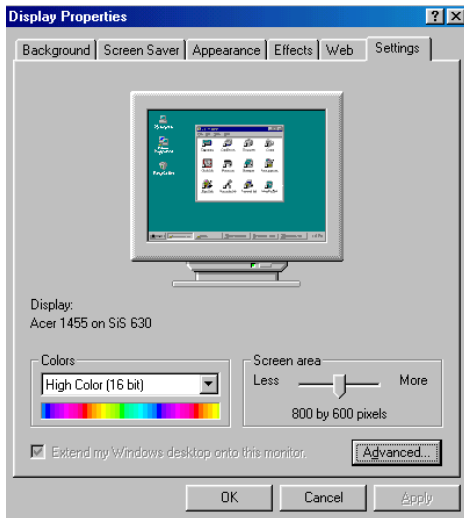 Display Properties
Background Screen Saver Appearance Effects Web Settings
Display:
Acer 1455 on SiS 630
Colors
High Color (16 bit)
Screen area
Less More
800 by 600 pixels
Extend my Windows desktop onto this monitor.
Advanced...
OK Cancel Apply